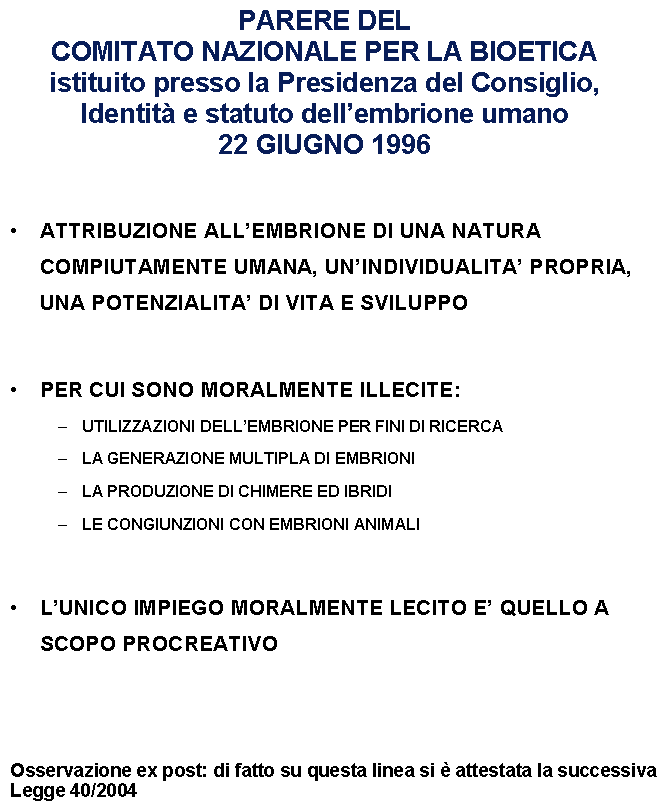 PARERE DEL
COMITATO NAZIONALE PER LA BIOETICA
istituito presso la Presidenza del Consiglio,
Identità e statuto dell'embrione umano
22 GIUGNO 1996
• ATTRIBUZIONE ALL'EMBRIONE DI UNA NATURA
COMPIUTAMENTE UMANA, UN'INDIVIDUALITA' PROPRIA,
UNA POTENZIALITA' DI VITA E SVILUPPO
• PER CUI SONO MORALMENTE ILLECITE:
– UTILIZZAZIONI DELL'EMBRIONE PER FINI DI RICERCA
– LA GENERAZIONE MULTIPLA DI EMBRIONI
– LA PRODUZIONE DI CHIMERE ED IBRIDI
– LE CONGIUNZIONI CON EMBRIONI ANIMALI
• L'UNICO IMPIEGO MORALMENTE LECITO E' QUELLO A
SCOPO PROCREATIVO
Osservazione ex post: di fatto su questa linea si è attestata la successiva
Legge 40/2004